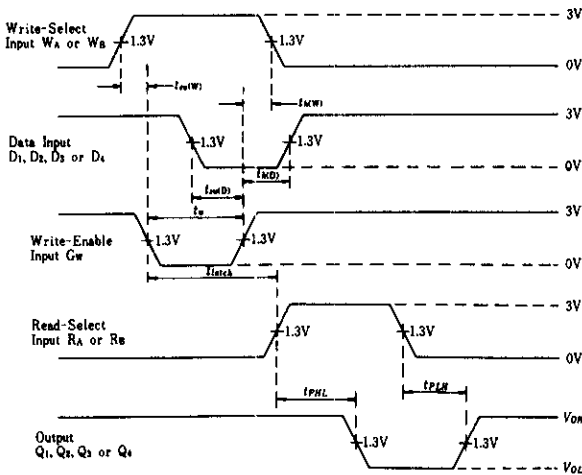 3V
Write-Select
Input WA or WB
1.3V
1.3V
0V
tsu(W)
th(W)
3V
Data Input
D1, D2, D3 or D4
1.3V
1.3V
0V
th(D)
tsu(D)
tw
3V
Write-Enable
Input GW
1.3V
1.3V
0V
tlatch
3V
Read-Select
Input RA or RB
1.3V
1.3V
0V
tPHL
tPLH
VOH
Output
Q1, Q2, Q3 or Q4
1.3V
1.3V
VOL